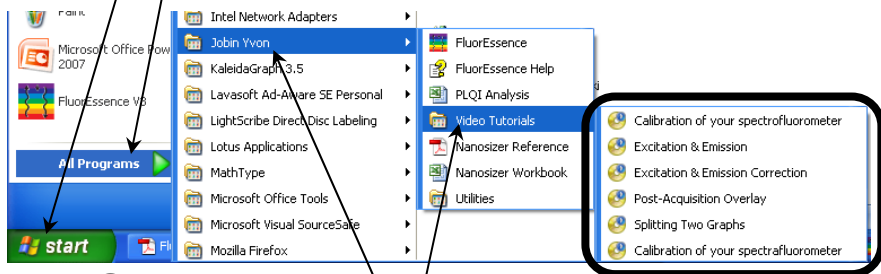 Paint
Microsoft Office Pow
2007
FluorEssence V3
All Programs
start
Intel Network Adapters
Jobin Yvon
KaleidaGraph 3.5
Lavasoft Ad-Aware SE Personal
LightScribe Direct Disc Labeling
Lotus Applications
MathType
Microsoft Office Tools
Microsoft Visual SourceSafe
Mozilla Firefox
FluorEssence
FluorEssence Help
PLQI Analysis
Video Tutorials
Nanosizer Reference
Nanosizer Workbook
Utilities
Calibration of your spectrofluorometer
Excitation & Emission
Excitation & Emission Correction
Post-Acquisition Overlay
Splitting Two Graphs
Calibration of your spectrafluorometer